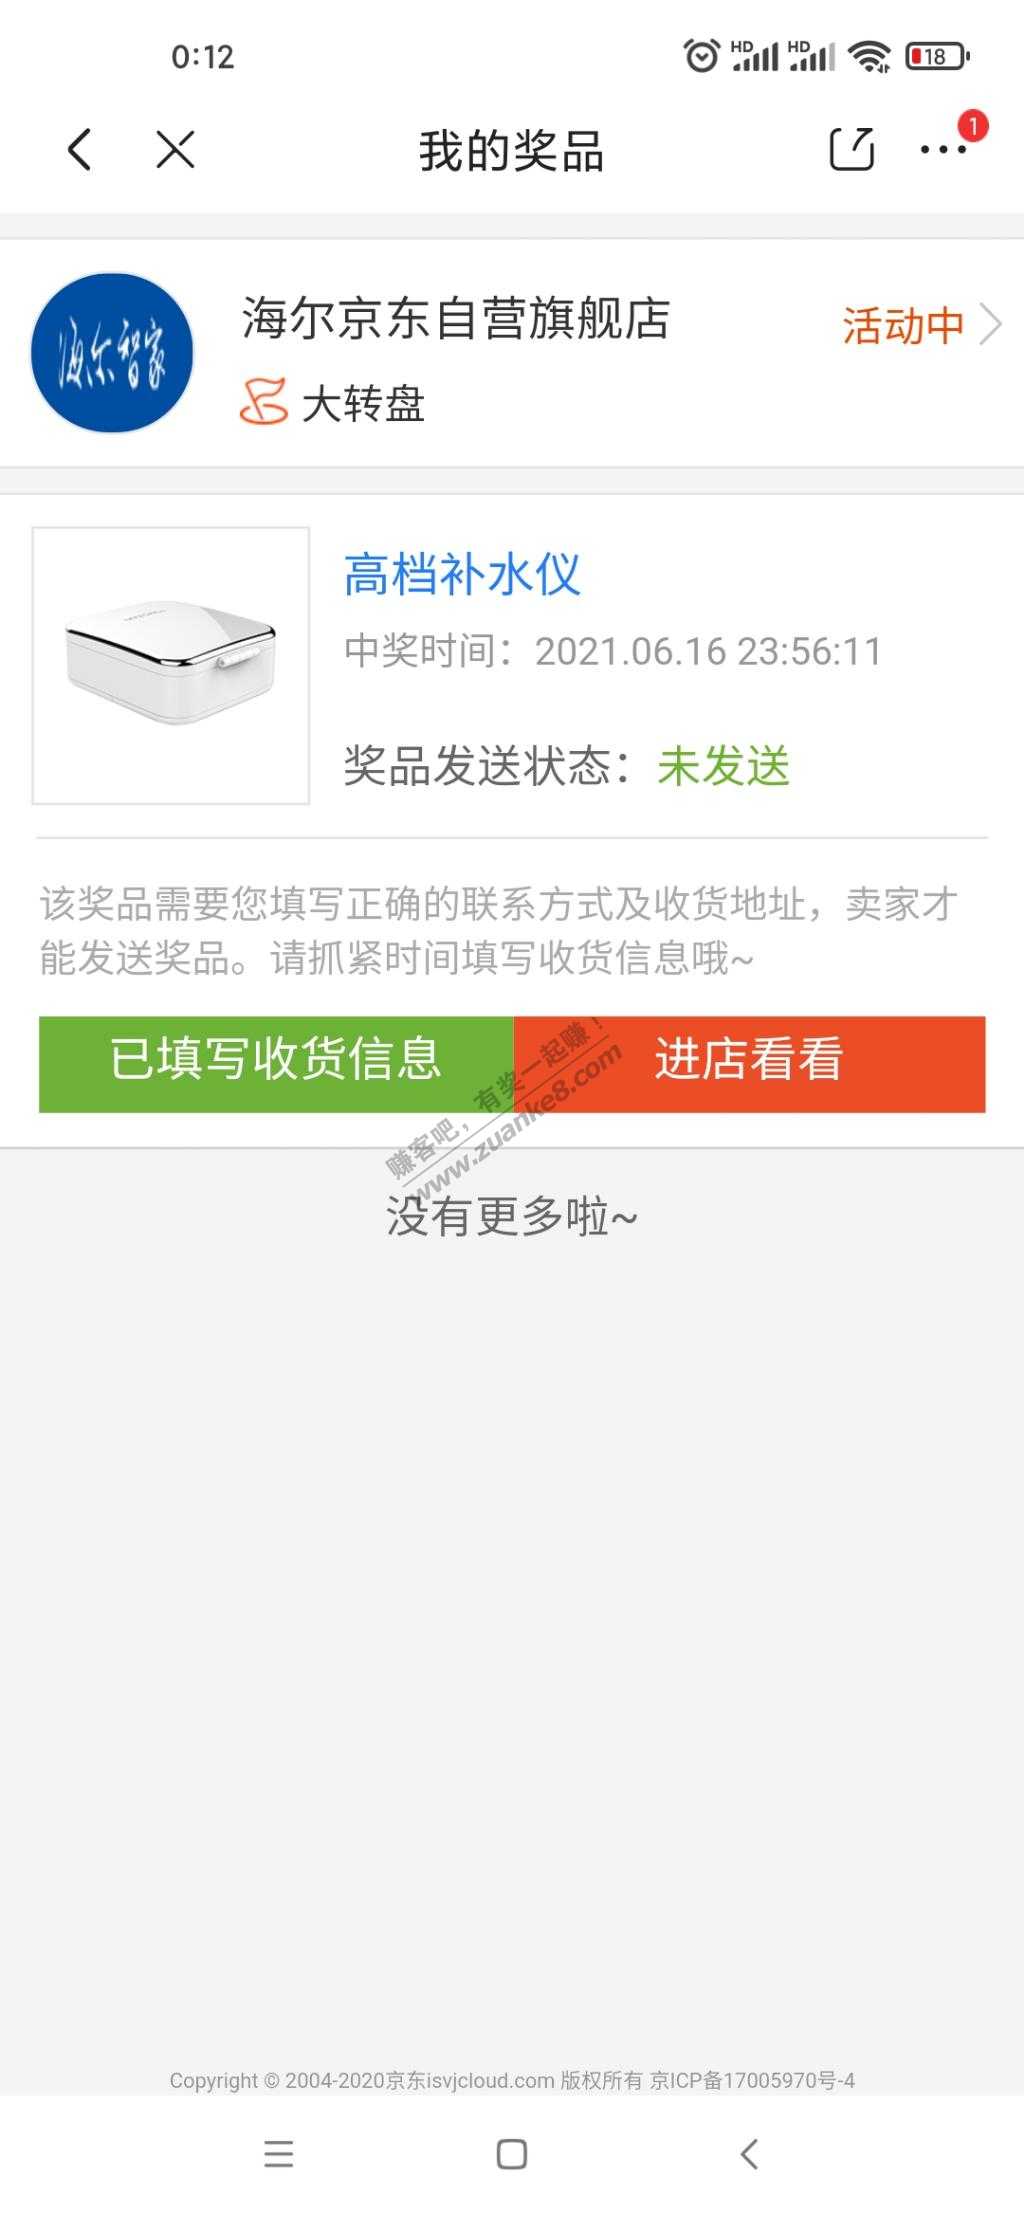 0:12
HD
HD
18
我的奖品
1
海尔智家
海尔京东自营旗舰店
活动中
大转盘
高档补水仪
中奖时间：2021.06.16 23:56:11
奖品发送状态：未发送
该奖品需要您填写正确的联系方式及收货地址，卖家才
能发送奖品。请抓紧时间填写收货信息哦~
已填写收货信息
进店看看
赚客吧，有奖一起赚！
www.zuanke8.com
没有更多啦~
Copyright © 2004-2020京东isvjcloud.com 版权所有 京ICP备17005970号-4